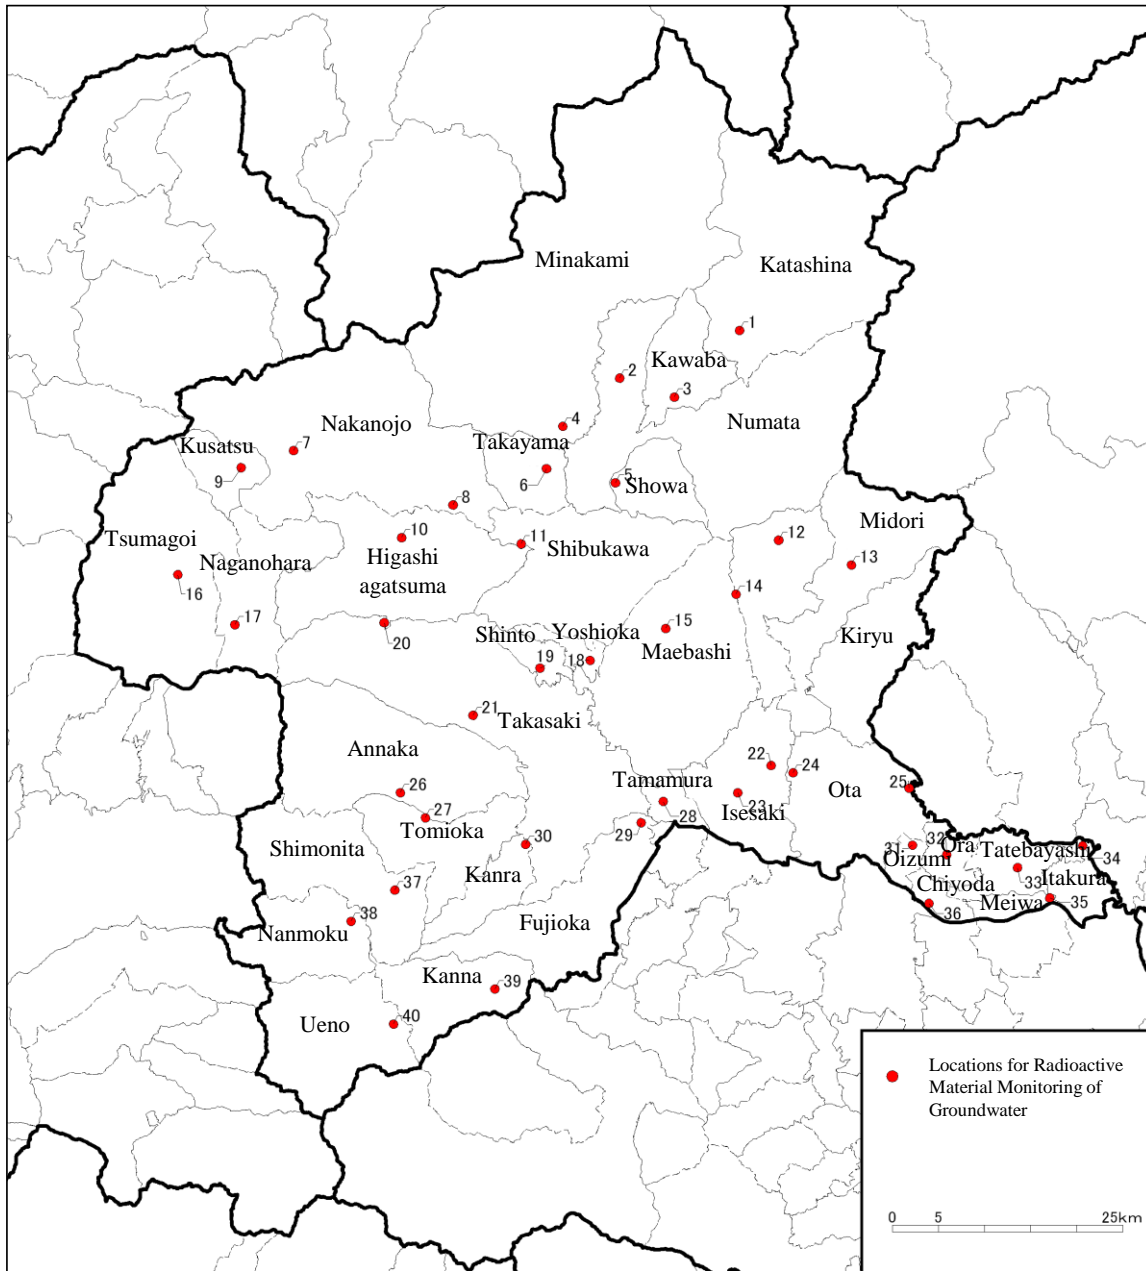 Minakami
Katashina
1
2
Kawaba
3
4
Nakanojo
Takayama
Numata
Kusatsu
7
9
6
5
Showa
8
Midori
10
11
12
Tsumagoi
Shibukawa
Naganohara
Higashi
agatsuma
13
16
14
17
20
Shinto
Yoshioka
15
Maebashi
Kiryu
19
18
21
Takasaki
Annaka
22
24
Tamamura
Ota
25
26
23
Isesaki
27
28
Tomioka
29
Shimonita
30
31
32
Ora
Oizumi
Tatebayashi
34
Kanra
33
Itakura
Chiyoda
37
Meiwa
35
36
38
Nanmoku
Fujioka
Kanna
39
Ueno
40
Locations for Radioactive
Material Monitoring of
Groundwater
0 5 25km